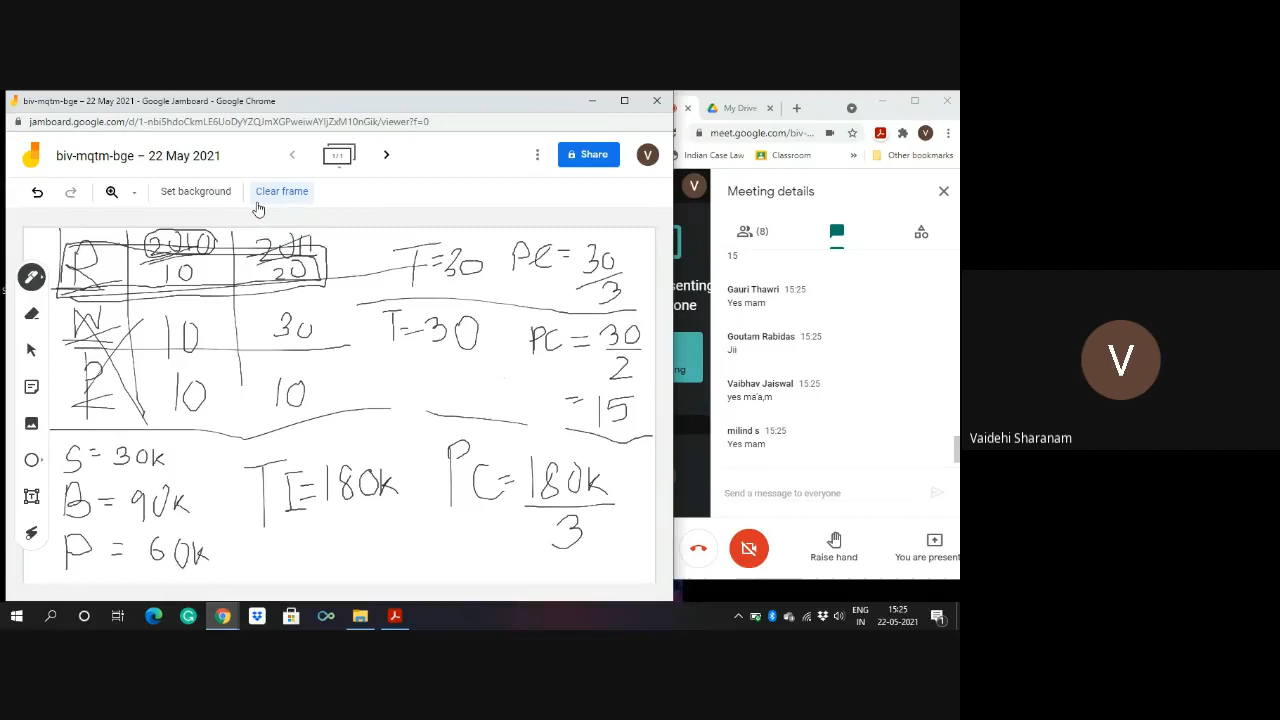 biv-mqtm-bge – 22 May 2021 - Google Jamboard - Google Chrome
jamboard.google.com/d/1-nbi5hdoCkmLE6UoDyYZQJmXGPweiwAYIjZxM10nGik/viewer?f=0
biv-mqtm-bge – 22 May 2021
1/1
Share
V
Set background
Clear frame
P 2010
10 20
T=30 PC= 30
3
10 30
T=30 PC = 30
2
10 10
= 15
S= 30K
B= 90K
P = 60K
TI=180K
PC= 180K
3
My Drive
meet.google.com/biv-...
V
Indian Case Law
Classroom
Other bookmarks
V
Meeting details
(8)
15
Gauri Thawri 15:25
Yes mam
Goutam Rabidas 15:25
Jii
Vaibhav Jaiswal 15:25
yes ma'a,m
milind s 15:25
Yes mam
Send a message to everyone
Raise hand
You are present
senting
one
ng
V
Vaidehi Sharanam
ENG
IN
15:25
22-05-2021
1